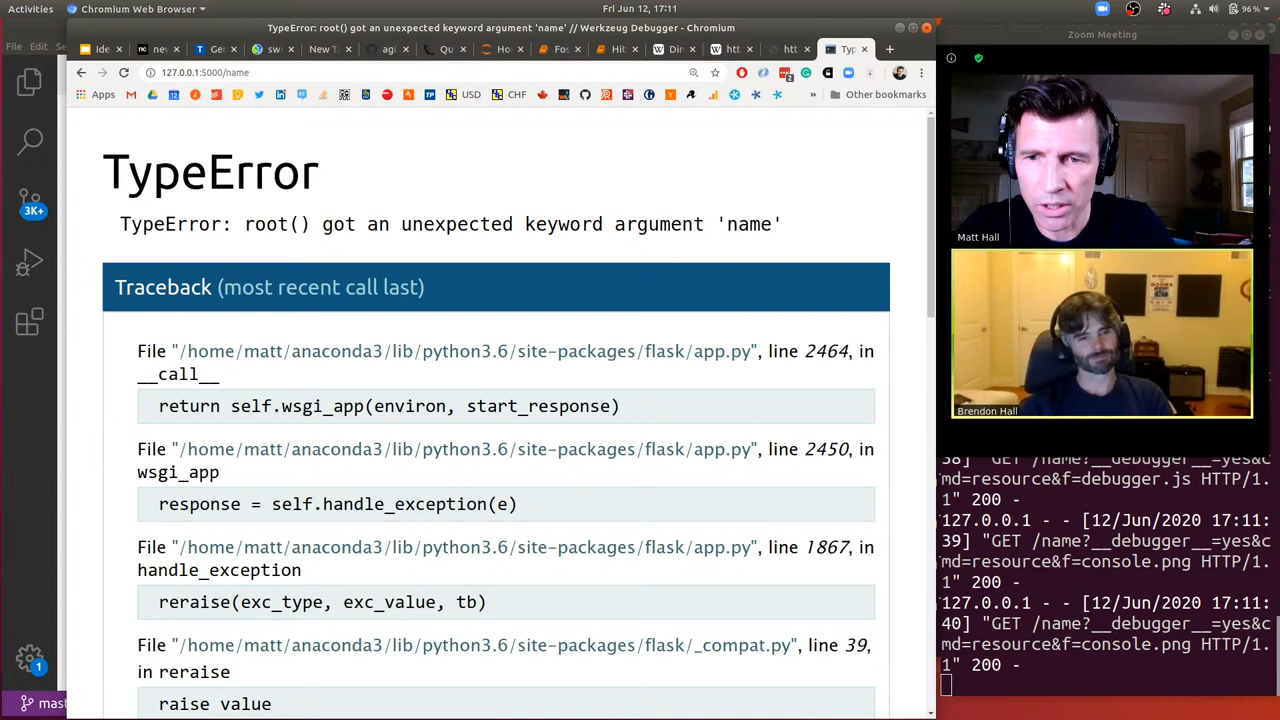 Activities
Chromium Web Browser
Fri Jun 12, 17:11
96 %
File Edit
TypeError: root() got an unexpected keyword argument 'name' // Werkzeug Debugger - Chromium
Zoom Meeting
127.0.0.1:5000/name
Apps
USD
CHF
Other bookmarks
3K+
TypeError
TypeError: root() got an unexpected keyword argument 'name'
Traceback (most recent call last)
File "/home/matt/anaconda3/lib/python3.6/site-packages/flask/app.py", line 2464, in
__call__
return self.wsgi_app(environ, start_response)
File "/home/matt/anaconda3/lib/python3.6/site-packages/flask/app.py", line 2450, in
wsgi_app
response = self.handle_exception(e)
File "/home/matt/anaconda3/lib/python3.6/site-packages/flask/app.py", line 1867, in
handle_exception
reraise(exc_type, exc_value, tb)
File "/home/matt/anaconda3/lib/python3.6/site-packages/flask/_compat.py", line 39,
in reraise
raise value
1
mast
Matt Hall
Brendon Hall
38] "GET /name?__debugger__=yes&c
md=resource&f=debugger.js HTTP/1.
1" 200 -
127.0.0.1 - - [12/Jun/2020 17:11:
39] "GET /name?__debugger__=yes&c
md=resource&f=console.png HTTP/1.
1" 200 -
127.0.0.1 - - [12/Jun/2020 17:11:
40] "GET /name?__debugger__=yes&c
md=resource&f=console.png HTTP/1.
1" 200 -